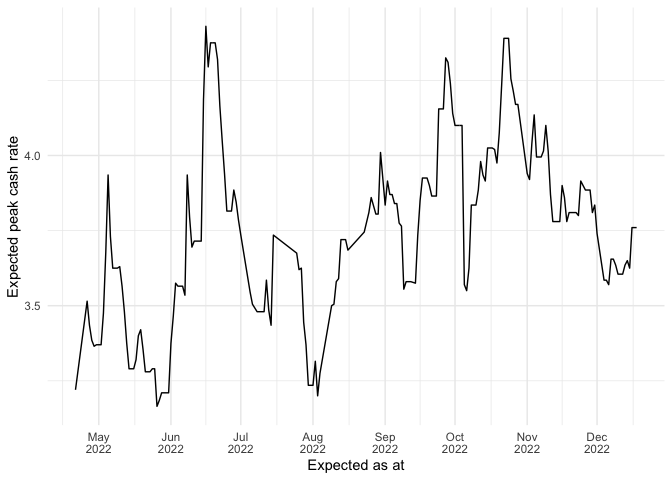 Expected peak cash rate
4.0
3.5
May Jun Jul Aug Sep Oct Nov Dec
2022 2022 2022 2022 2022 2022 2022 2022
Expected as at